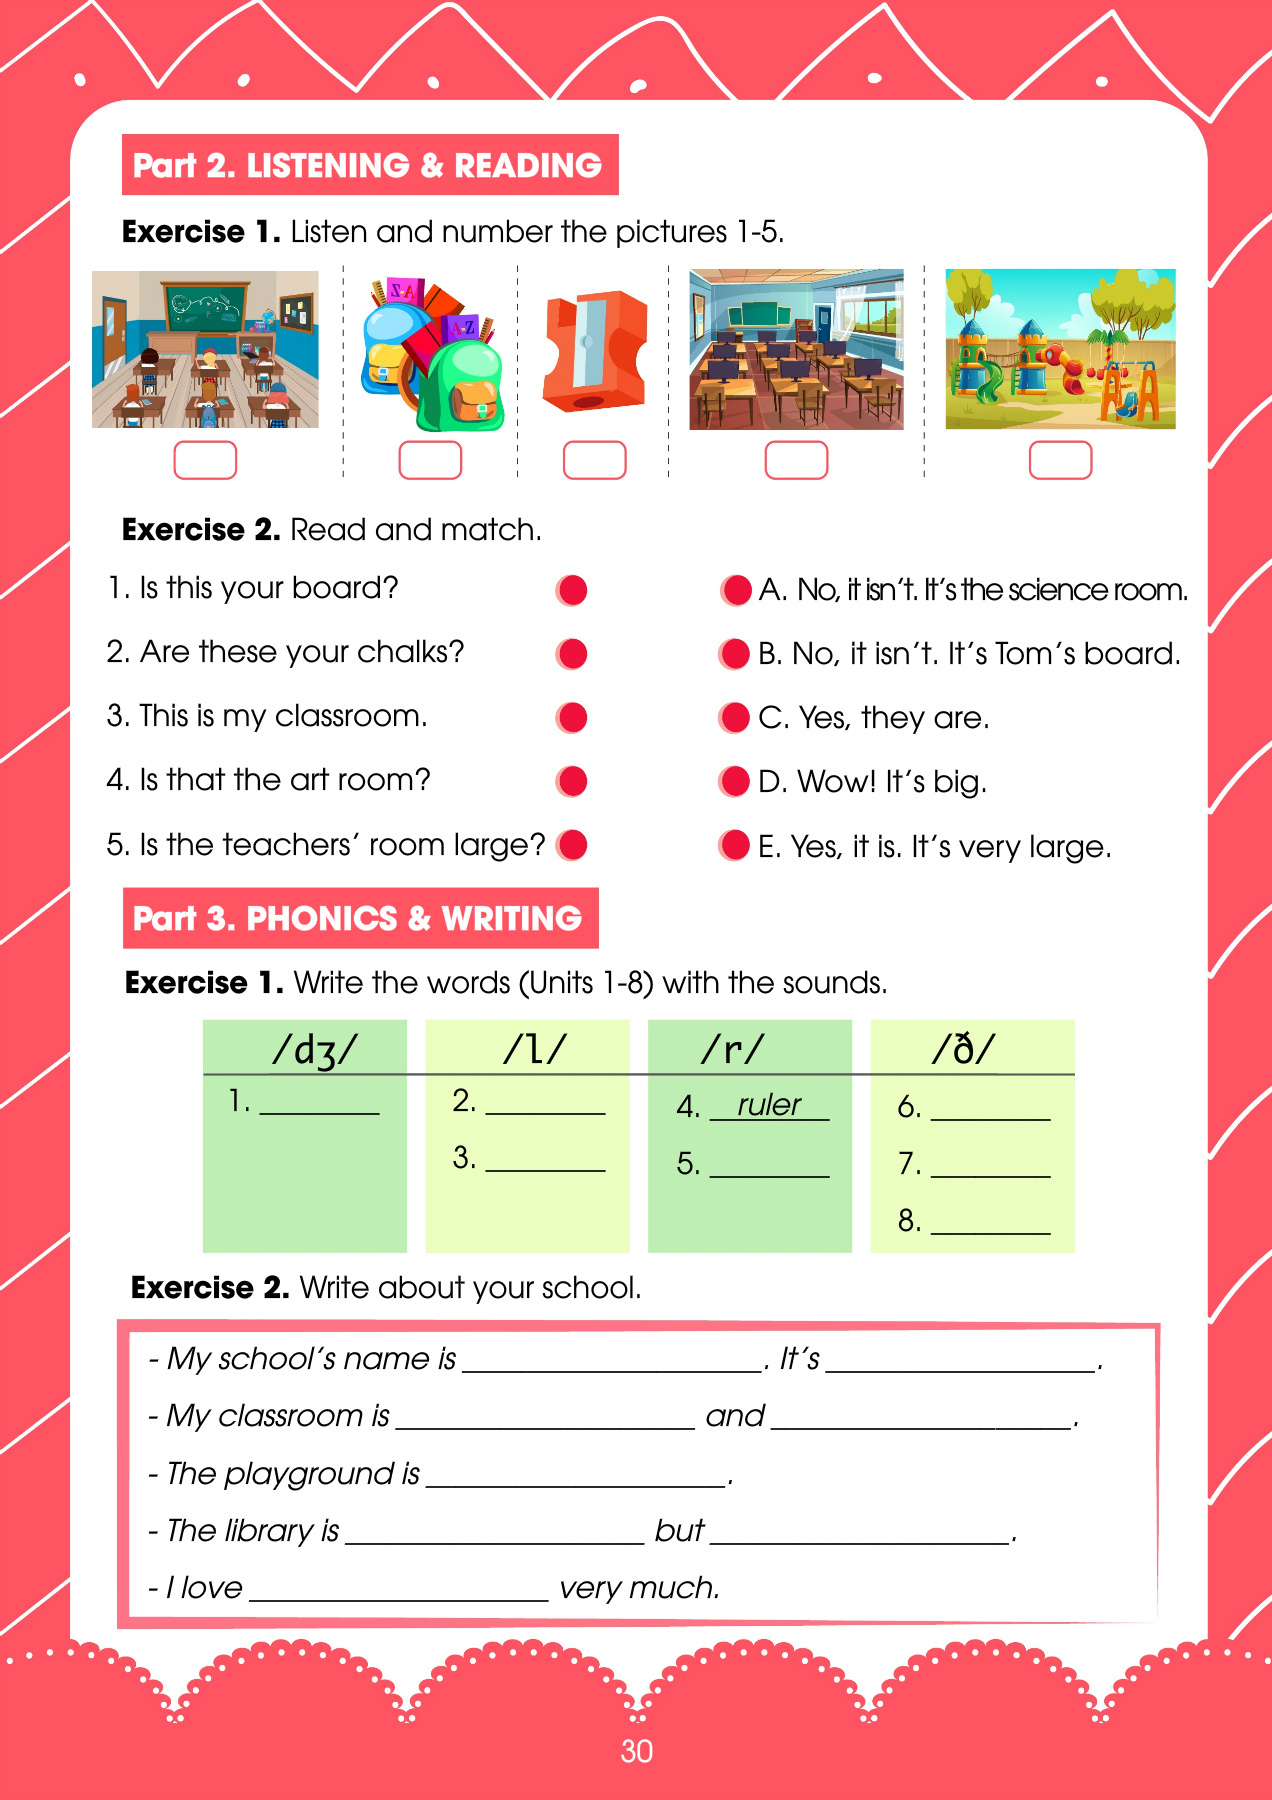 Part 2. LISTENING & READING
Exercise 1. Listen and number the pictures 1-5.
A-Z
A-Z
Exercise 2. Read and match.
1. Is this your board?
A. No, it isn't. It's the science room.
2. Are these your chalks?
B. No, it isn't. It's Tom's board.
3. This is my classroom.
C. Yes, they are.
4. Is that the art room?
D. Wow! It's big.
5. Is the teachers' room large?
E. Yes, it is. It's very large.
Part 3. PHONICS & WRITING
Exercise 1. Write the words (Units 1-8) with the sounds.
/dʒ/ /l/ /r/ /ð/
1. ________ 2. ________ 4. ruler 6. ________
3. ________ 5. ________ 7. ________
8. ________
Exercise 2. Write about your school.
- My school's name is ____________________. It's __________________.
- My classroom is ____________________ and ____________________.
- The playground is ____________________.
- The library is ____________________ but ____________________.
- I love ____________________ very much.
30